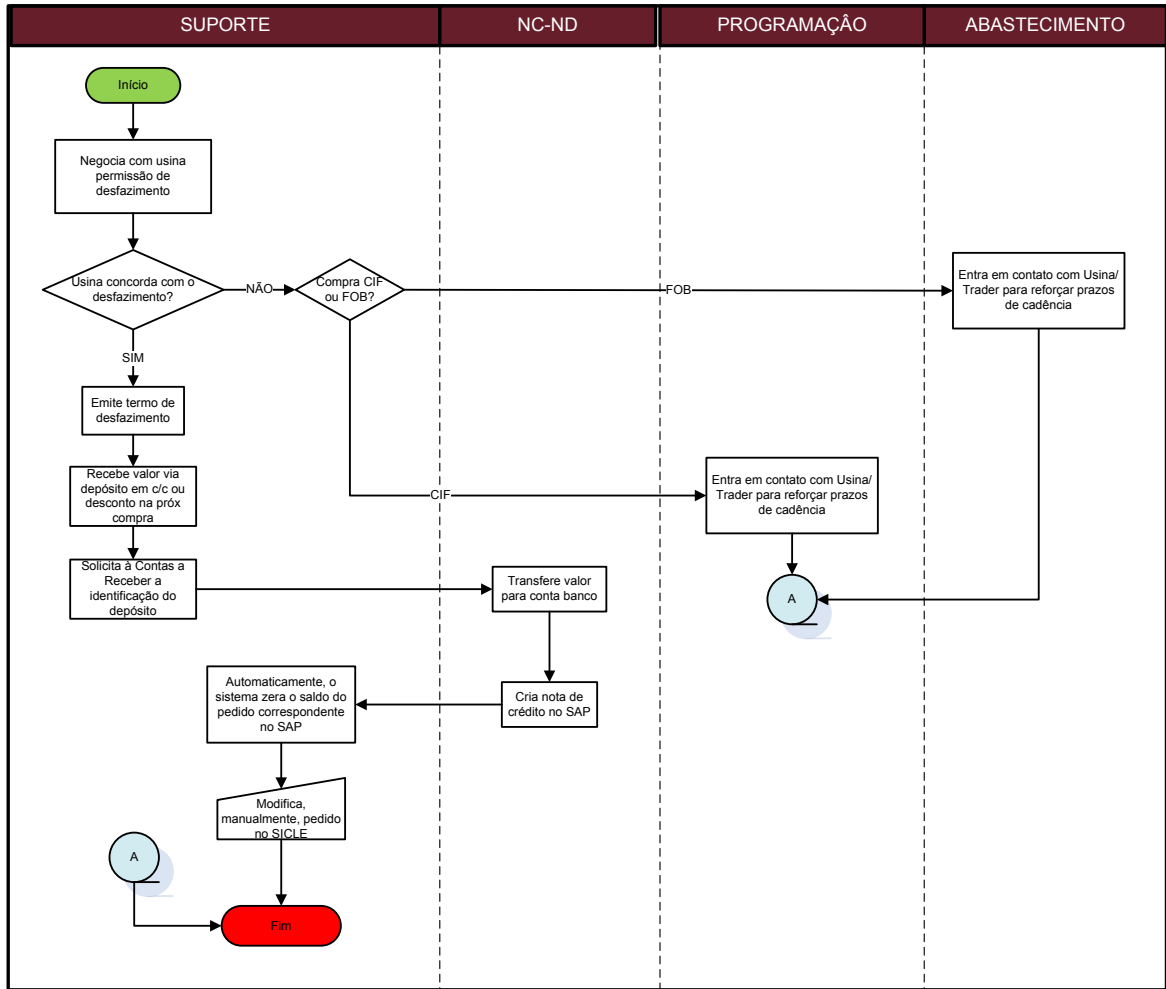 SUPORTE
NC-ND
PROGRAMAÇÂO
ABASTECIMENTO
Início
Negocia com usina
permissão de
desfazimento
Usina concorda com o
desfazimento?
NÃO
Compra CIF
ou FOB?
FOB
Entra em contato com Usina/
Trader para reforçar prazos
de cadência
SIM
Emite termo de
desfazimento
Recebe valor via
depósito em c/c ou
desconto na próx
compra
CIF
Entra em contato com Usina/
Trader para reforçar prazos
de cadência
Solicita à Contas a
Receber a
identificação do
depósito
Transfere valor
para conta banco
A
Automaticamente, o
sistema zera o saldo do
pedido correspondente
no SAP
Cria nota de
crédito no SAP
Modifica,
manualmente, pedido
no SICLE
A
Fim